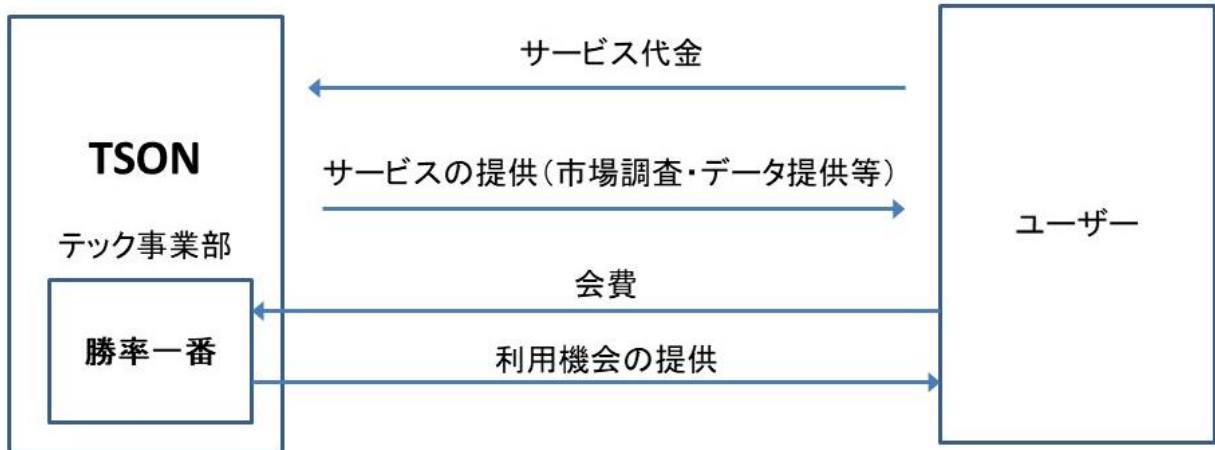 サービス代金
TSON
サービスの提供（市場調査・データ提供等）
テック事業部
ユーザー
会費
勝率一番
利用機会の提供